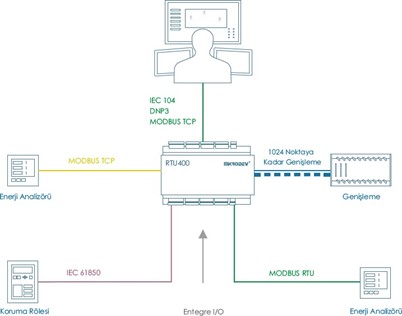 IEC 104
DNP3
MODBUS TCP
MODBUS TCP
RTU400
MIKRODEV
1024 Noktaya
Kadar Genişleme
Enerji Analizörü
Genişleme
IEC 61850
MODBUS RTU
Koruma Rölesi
Entegre I/O
Enerji Analizörü